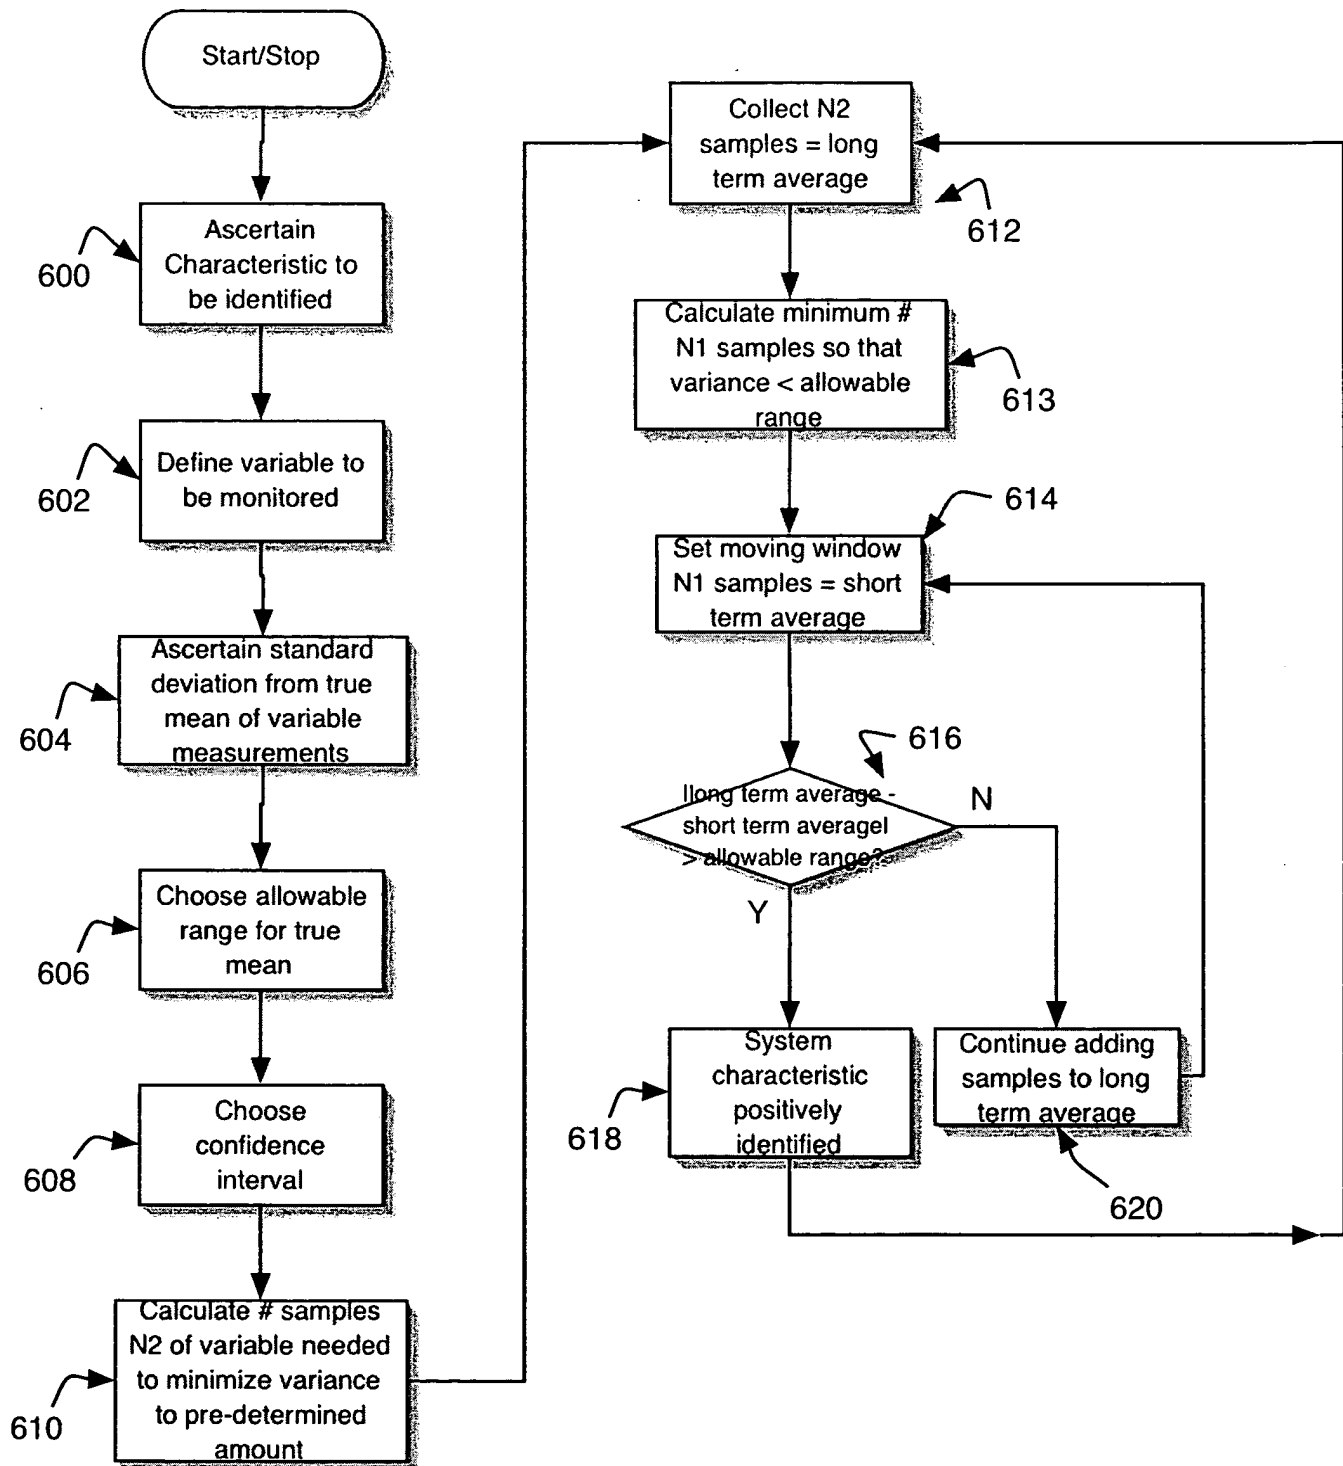 Start/Stop
Ascertain
Characteristic to
be identified
600
Define variable to
be monitored
602
Ascertain standard
deviation from true
mean of variable
measurements
604
Choose allowable
range for true
mean
606
Choose
confidence
interval
608
Calculate # samples
N2 of variable needed
to minimize variance
to pre-determined
amount
610
Collect N2
samples = long
term average
612
Calculate minimum #
N1 samples so that
variance < allowable
range
613
614
Set moving window
N1 samples = short
term average
616
|long term average -
short term average|
> allowable range?
N
Y
System
characteristic
positively
identified
618
Continue adding
samples to long
term average
620